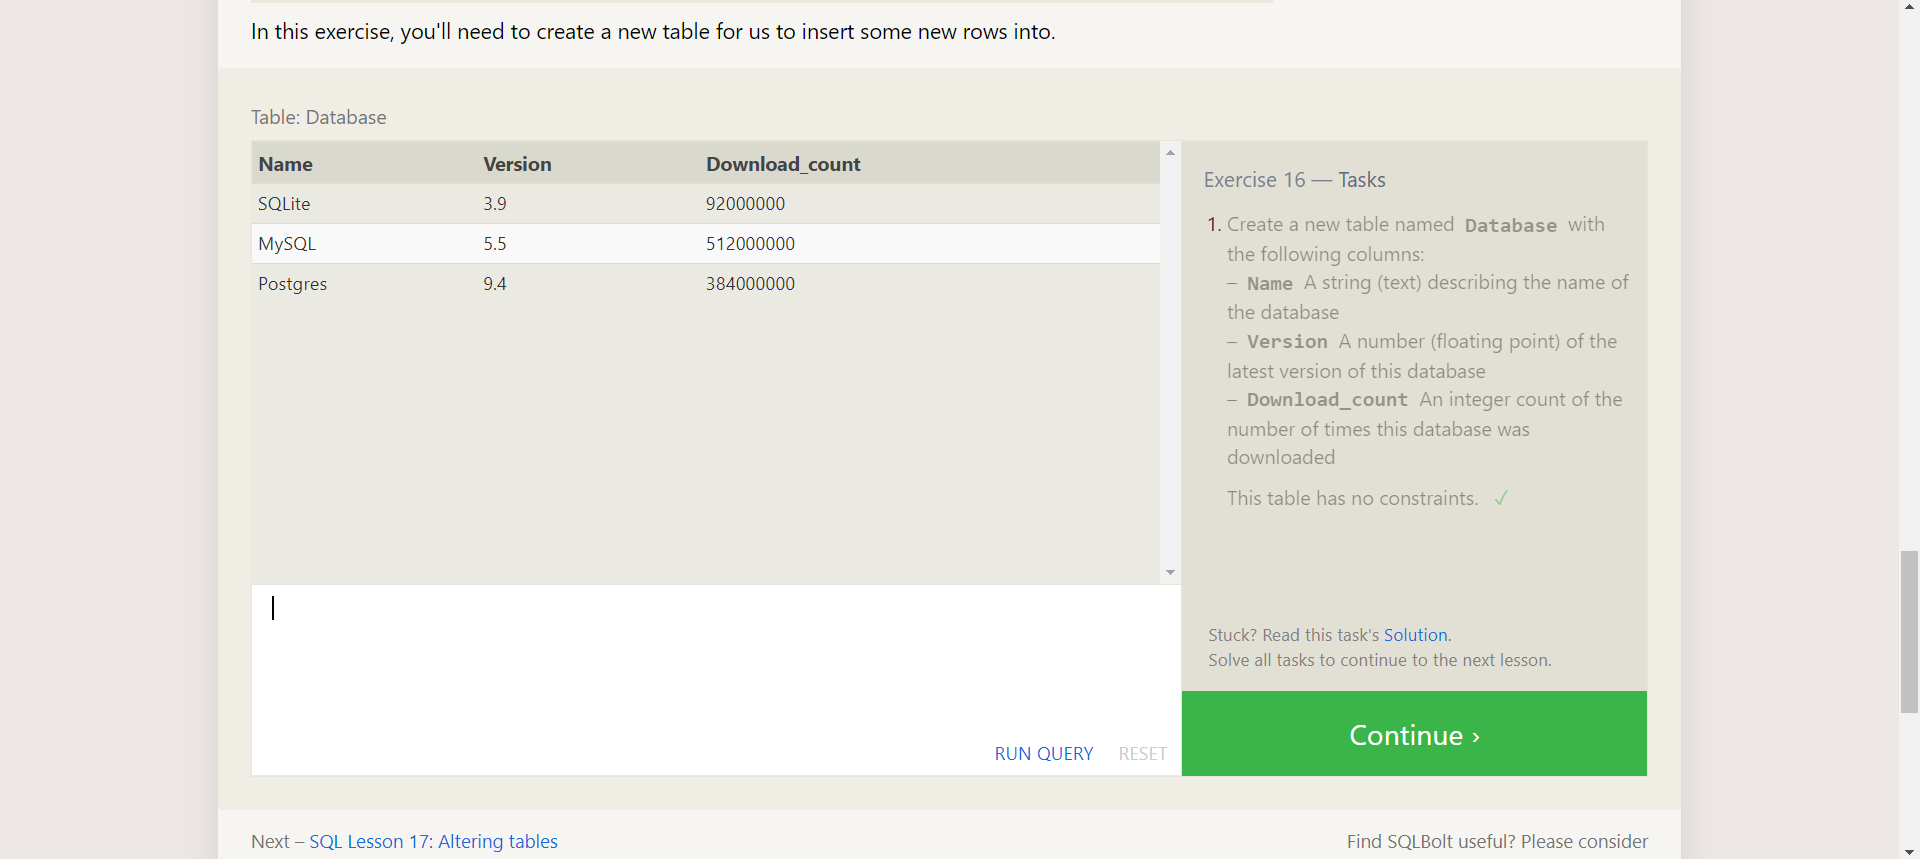 In this exercise, you'll need to create a new table for us to insert some new rows into.
Table: Database
Name Version Download_count
SQLite 3.9 92000000
MySQL 5.5 512000000
Postgres 9.4 384000000
Exercise 16 — Tasks
1. Create a new table named Database with
the following columns:
– Name A string (text) describing the name of
the database
– Version A number (floating point) of the
latest version of this database
– Download_count An integer count of the
number of times this database was
downloaded
This table has no constraints. ✓
Stuck? Read this task's Solution.
Solve all tasks to continue to the next lesson.
RUN QUERY RESET
Continue ›
Next – SQL Lesson 17: Altering tables
Find SQLBolt useful? Please consider